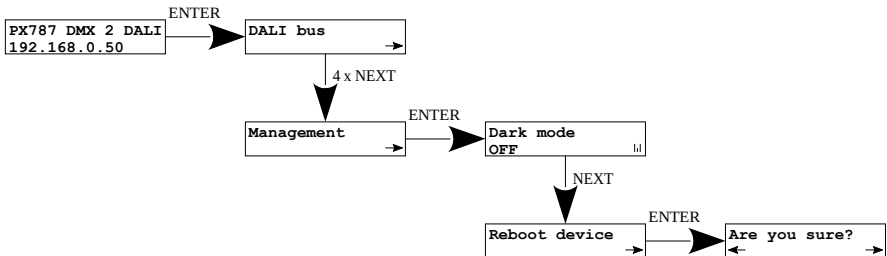 ENTER
PX787 DMX 2 DALI
192.168.0.50
DALI bus
4 x NEXT
Management
ENTER
Dark mode
OFF
NEXT
Reboot device
ENTER
Are you sure?